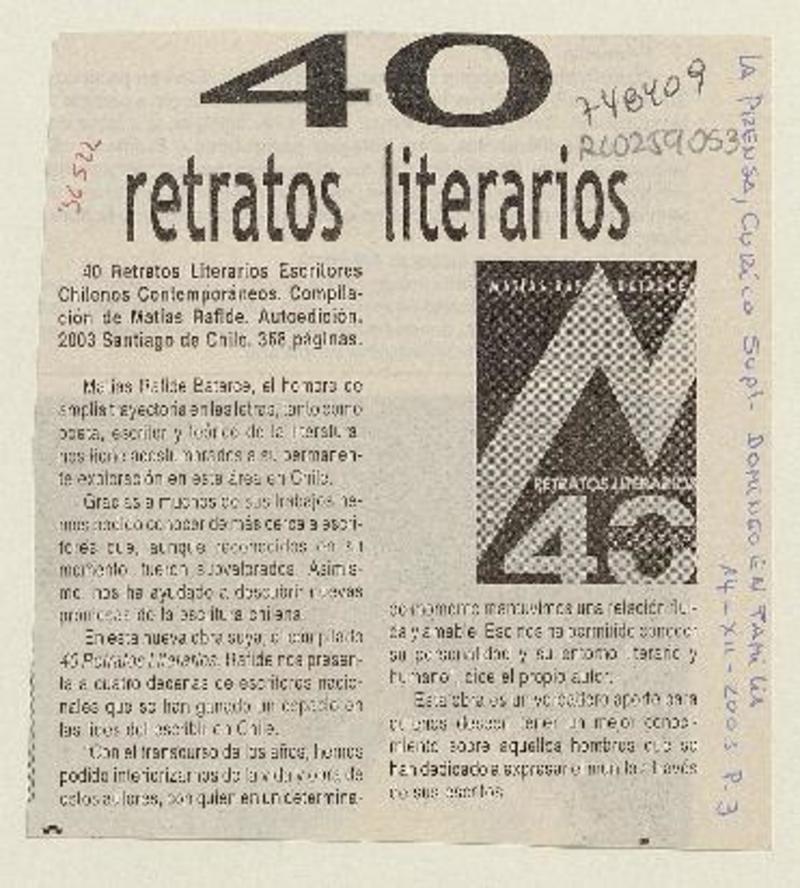 40
retratos literarios
748409
RC0259053
36522
LA PRENSA, CURICO SUPL. DOMINGO EN FAMILIA
14-XII-2003 P. 3
40 Retratos Literarios Escritores
Chilenos Contemporáneos. Compila-
ción de Matías Rafide. Autoedición.
2003 Santiago de Chile. 358 páginas.
Matías Rafide Batarce, el hombre de
amplia trayectoria en las letras, tanto como
poeta, escritor y teórico de la literatura
nos tiene acostumbrados a su permanen-
te exploración en esta área en Chile.
Gracias a muchos de sus trabajos he-
mos podido conocer de más cerca a escri-
tores que, aunque reconocidos en su
momento, fueron subvalorados. Asimis-
mo, nos ha ayudado a descubrir nuevas
promesas de la escritura chilena.
En esta nueva obra suya, el compilado
40 Retratos Literarios, Rafide nos presen-
ta a cuatro decenas de escritores nacio-
nales que se han ganado un espacio en
las lides del escribir en Chile.
"Con el transcurso de los años, hemos
podido interiorizarnos de la vida y obra de
estos autores, con quien en un determina-
MATIAS RAFIDE BATARCE
RETRATOS LITERARIOS
40
do momento mantuvimos una relación flui-
da y amable. Eso nos ha permitido conocer
su personalidad y su entorno literario y
humano", dice el propio autor.
Esta obra es un verdadero aporte para
quienes deseen tener un mejor conoci-
miento sobre aquellos hombres que se
han dedicado a expresar el mundo a través
de sus escritos.